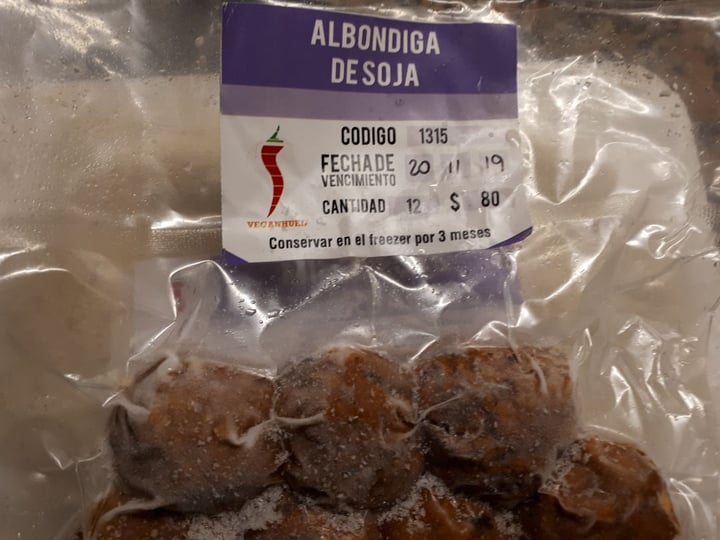 ALBONDIGA
DE SOJA
CODIGO 1315
FECHA DE
VENCIMIENTO 20 11 19
CANTIDAD 12 $ 80
VEGANHUEL
Conservar en el freezer por 3 meses